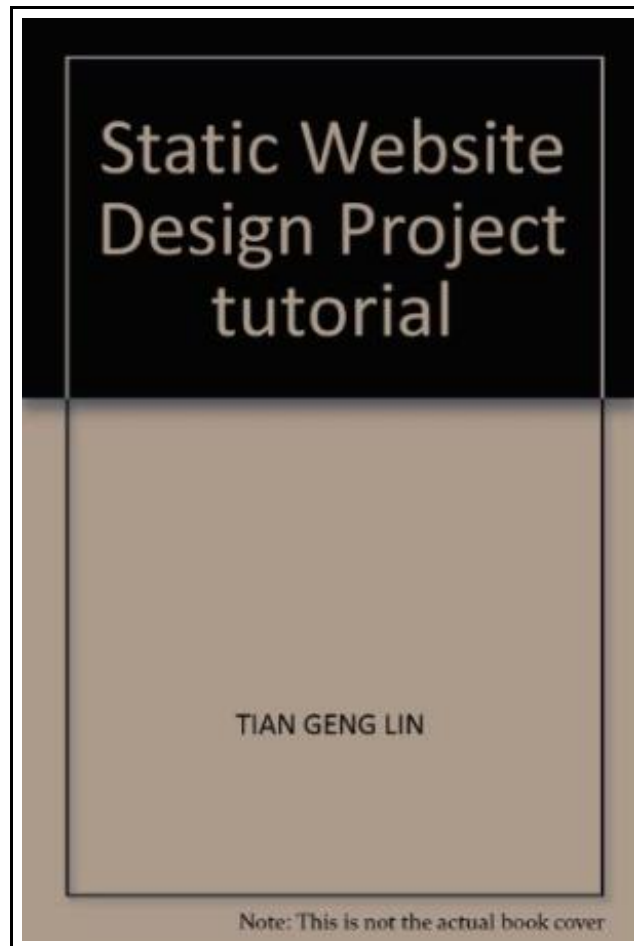 Static Website
Design Project
tutorial
TIAN GENG LIN
Note: This is not the actual book cover